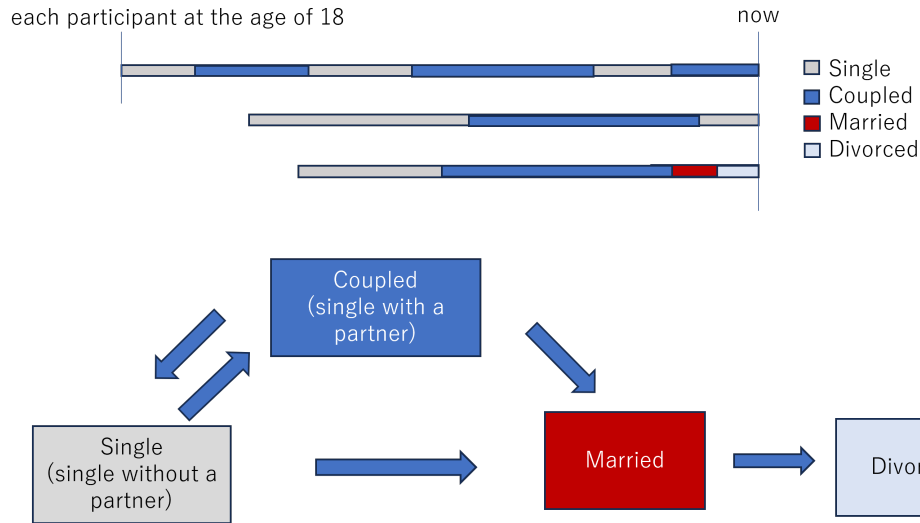 each participant at the age of 18
now
Single
Coupled
Married
Divorced
Coupled
(single with a
partner)
Single
(single without a
partner)
Married
Divor